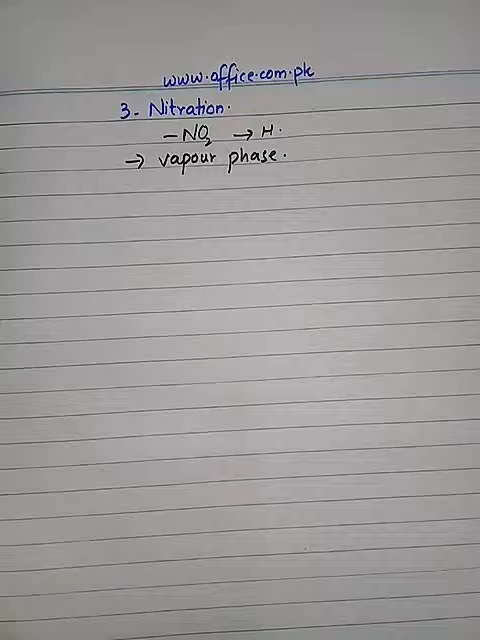 www.office.com.pk
3- Nitration.
-NO₂ → H.
→ vapour phase.